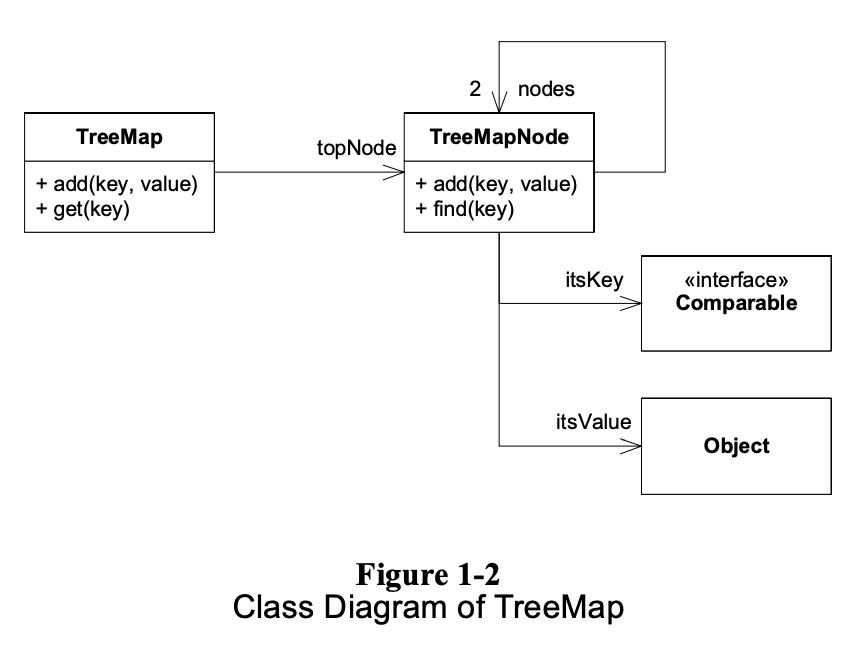 2 nodes
TreeMap
topNode
TreeMapNode
+ add(key, value)
+ get(key)
+ add(key, value)
+ find(key)
itsKey
«interface»
Comparable
itsValue
Object
Figure 1-2
Class Diagram of TreeMap